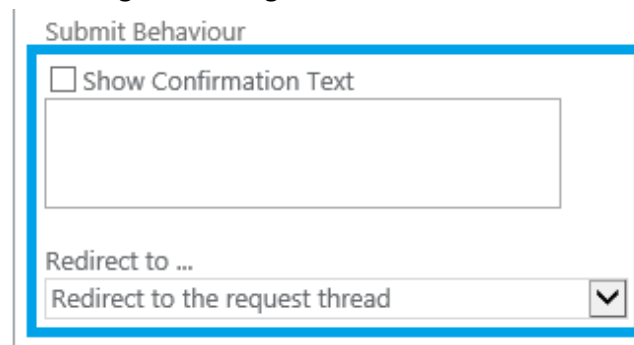 Submit Behaviour
Show Confirmation Text
Redirect to ...
Redirect to the request thread